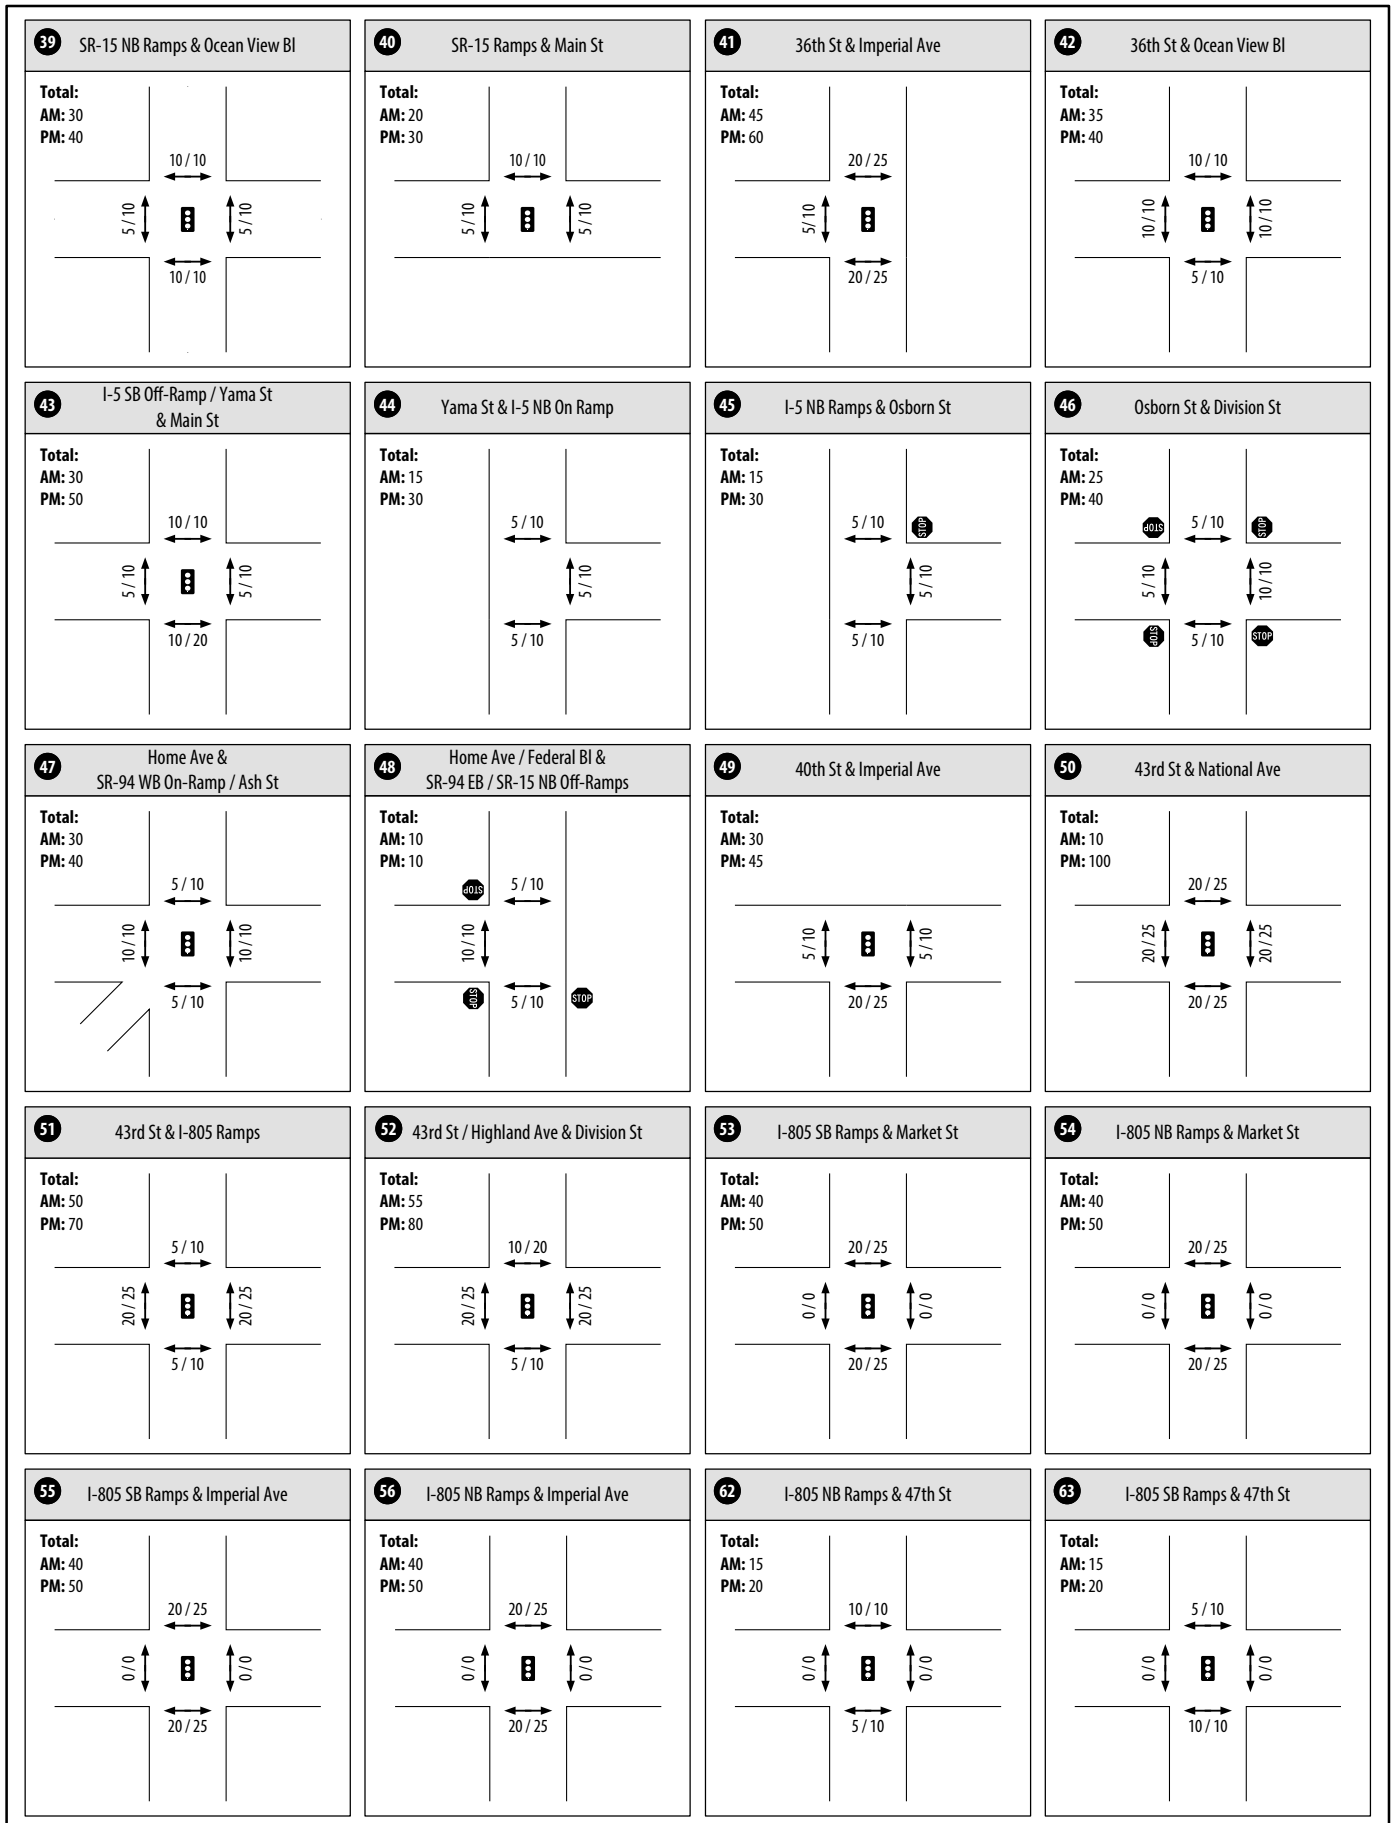 39 SR-15 NB Ramps & Ocean View Bl
Total:
AM: 30
PM: 40
10 / 10
5 / 10
5 / 10
10 / 10
40 SR-15 Ramps & Main St
Total:
AM: 20
PM: 30
10 / 10
5 / 10
5 / 10
41 36th St & Imperial Ave
Total:
AM: 45
PM: 60
20 / 25
5/ 10
20 / 25
42 36th St & Ocean View Bl
Total:
AM: 35
PM: 40
10 / 10
10 / 10
10 / 10
5 / 10
43 I-5 SB Off-Ramp / Yama St
& Main St
Total:
AM: 30
PM: 50
10 / 10
5 / 10
5 / 10
10 / 20
44 Yama St & I-5 NB On Ramp
Total:
AM: 15
PM: 30
5 / 10
5 / 10
5 / 10
45 I-5 NB Ramps & Osborn St
Total:
AM: 15
PM: 30
5 / 10
STOP
5 / 10
5 / 10
46 Osborn St & Division St
Total:
AM: 25
PM: 40
STOP
5 / 10
STOP
5 / 10
10 / 10
STOP
5 / 10
STOP
47 Home Ave &
SR-94 WB On-Ramp / Ash St
Total:
AM: 30
PM: 40
5 / 10
10 / 10
10 / 10
5 / 10
48 Home Ave / Federal Bl &
SR-94 EB / SR-15 NB Off-Ramps
Total:
AM: 10
PM: 10
STOP
5 / 10
10 / 10
STOP
5 / 10
STOP
49 40th St & Imperial Ave
Total:
AM: 30
PM: 45
5 / 10
5 / 10
20 / 25
50 43rd St & National Ave
Total:
AM: 10
PM: 100
20 / 25
20 / 25
20 / 25
20 / 25
51 43rd St & I-805 Ramps
Total:
AM: 50
PM: 70
5 / 10
20 / 25
20 / 25
5 / 10
52 43rd St / Highland Ave & Division St
Total:
AM: 55
PM: 80
10 / 20
20 / 25
20 / 25
5 / 10
53 I-805 SB Ramps & Market St
Total:
AM: 40
PM: 50
20 / 25
0 / 0
0 / 0
20 / 25
54 I-805 NB Ramps & Market St
Total:
AM: 40
PM: 50
20 / 25
0 / 0
0 / 0
20 / 25
55 I-805 SB Ramps & Imperial Ave
Total:
AM: 40
PM: 50
20 / 25
0 / 0
0 / 0
20 / 25
56 I-805 NB Ramps & Imperial Ave
Total:
AM: 40
PM: 50
20 / 25
0 / 0
0 / 0
20 / 25
62 I-805 NB Ramps & 47th St
Total:
AM: 15
PM: 20
10 / 10
0 / 0
0 / 0
5 / 10
63 I-805 SB Ramps & 47th St
Total:
AM: 15
PM: 20
5 / 10
0 / 0
0 / 0
10 / 10